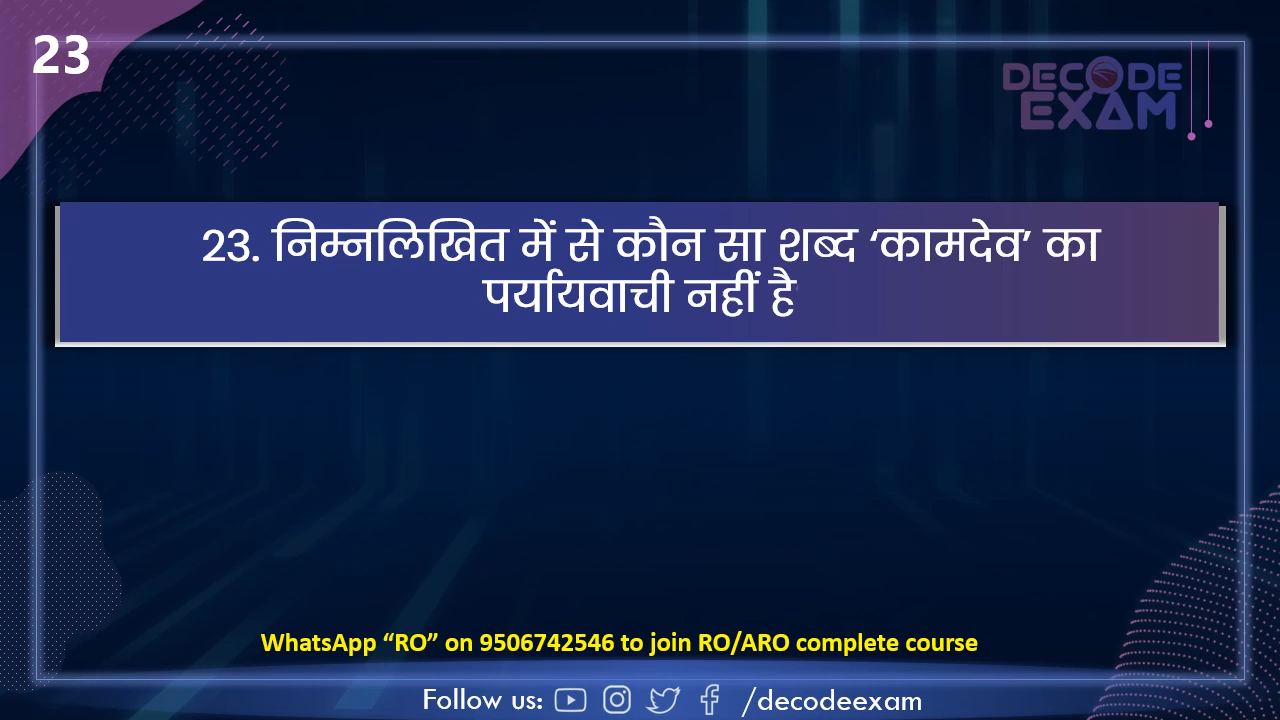 23
DECODE
EXAM
23. निम्नलिखित में से कौन सा शब्द ‘कामदेव’ का
पर्यायवाची नहीं है
WhatsApp “RO” on 9506742546 to join RO/ARO complete course
Follow us: /decodeexam